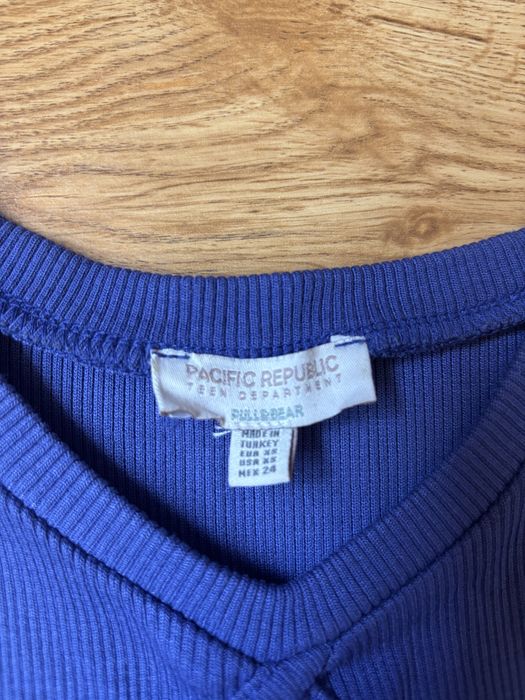 PACIFIC REPUBLIC
TEEN DEPARTMENT
PULL&BEAR
MADE IN
TURKEY
EUR XS
USA XS
MEX 24